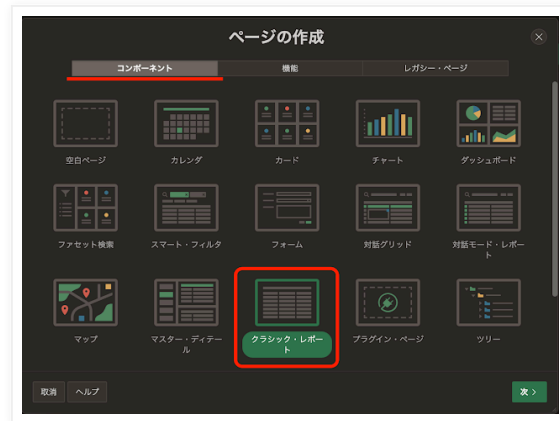 ページの作成
コンポーネント
機能
レガシー・ページ
空白ページ
カレンダ
カード
チャート
ダッシュボード
ファセット検索
スマート・フィルタ
フォーム
対話グリッド
対話モード・レポー
ト
マップ
マスター・ディテー
ル
クラシック・レポー
ト
プラグイン・ページ
ツリー
取消
ヘルプ
次 >